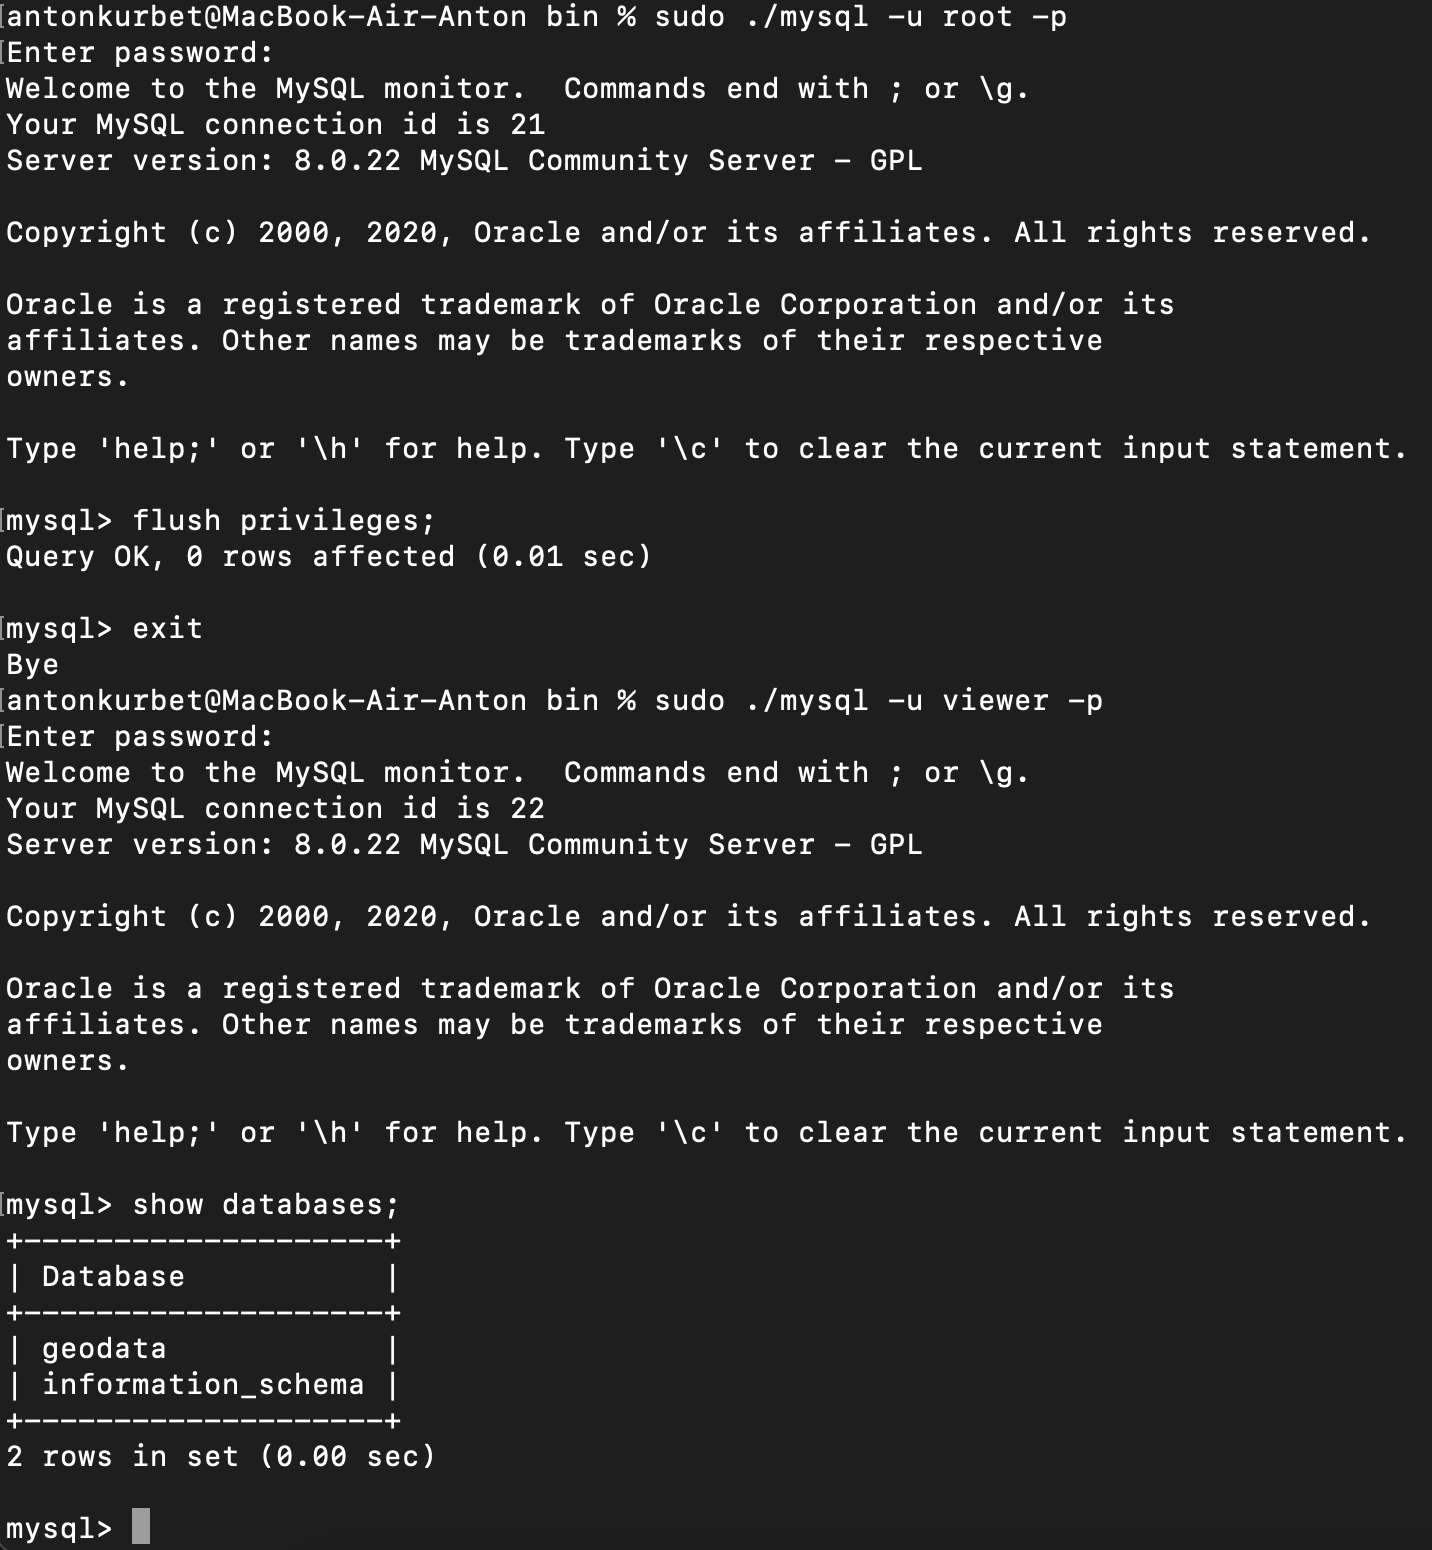 [antonkurbet@MacBook-Air-Anton bin % sudo ./mysql -u root -p
[Enter password:
Welcome to the MySQL monitor.  Commands end with ; or \g.
Your MySQL connection id is 21
Server version: 8.0.22 MySQL Community Server - GPL

Copyright (c) 2000, 2020, Oracle and/or its affiliates. All rights reserved.

Oracle is a registered trademark of Oracle Corporation and/or its
affiliates. Other names may be trademarks of their respective
owners.

Type 'help;' or '\h' for help. Type '\c' to clear the current input statement.

[mysql> flush privileges;
Query OK, 0 rows affected (0.01 sec)

[mysql> exit
Bye
[antonkurbet@MacBook-Air-Anton bin % sudo ./mysql -u viewer -p
[Enter password:
Welcome to the MySQL monitor.  Commands end with ; or \g.
Your MySQL connection id is 22
Server version: 8.0.22 MySQL Community Server - GPL

Copyright (c) 2000, 2020, Oracle and/or its affiliates. All rights reserved.

Oracle is a registered trademark of Oracle Corporation and/or its
affiliates. Other names may be trademarks of their respective
owners.

Type 'help;' or '\h' for help. Type '\c' to clear the current input statement.

[mysql> show databases;
+--------------------+
| Database           |
+--------------------+
| geodata            |
| information_schema |
+--------------------+
2 rows in set (0.00 sec)

mysql>